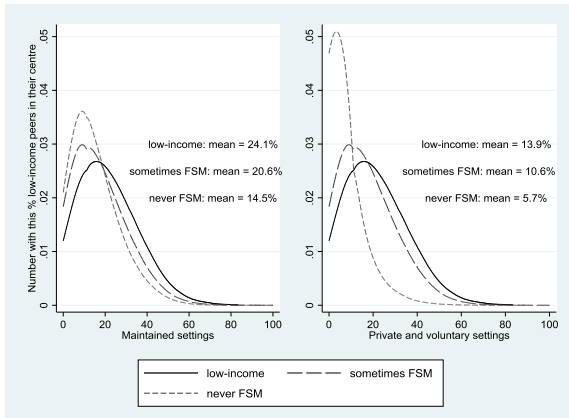 Number with this % low-income peers in their centre
.05
.04
.03
.02
.01
0
low-income: mean = 24.1%
sometimes FSM: mean = 20.6%
never FSM: mean = 14.5%
0 20 40 60 80 100
Maintained settings
.05
.04
.03
.02
.01
0
low-income: mean = 13.9%
sometimes FSM: mean = 10.6%
never FSM: mean = 5.7%
0 20 40 60 80 100
Private and voluntary settings
low-income sometimes FSM
never FSM